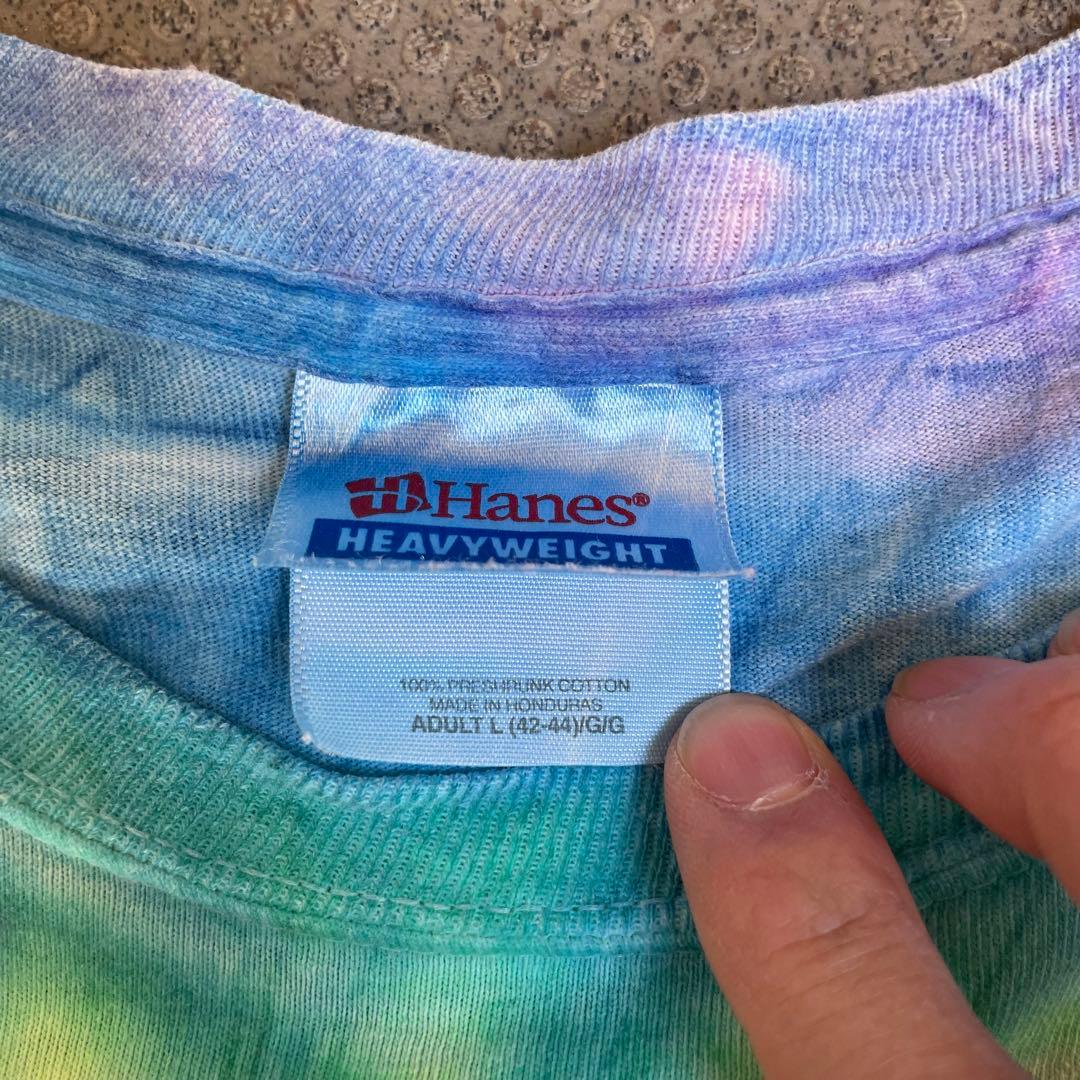 Hanes®
HEAVYWEIGHT
100% PRESHRUNK COTTON
MADE IN HONDURAS
ADULT L (42-44)/G/G